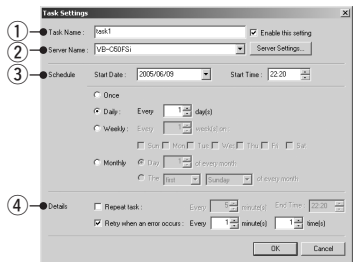 Task Settings
1 Task Name : task1 Enable this setting
2 Server Name : VB-C50FSi Server Settings...
3 Schedule Start Date : 2005/06/09 Start Time : 22:20
Once
Daily : Every 1 day(s)
Weekly : Every 1 week(s) on:
Sun Mon Tue Wed Thu Fri Sat
Monthly Day 1 of every month
The first Sunday of every month
4 Details Repeat task : Every 5 minute(s) End Time : 22:20
Retry when an error occurs : Every 1 minute(s) 1 time(s)
OK Cancel